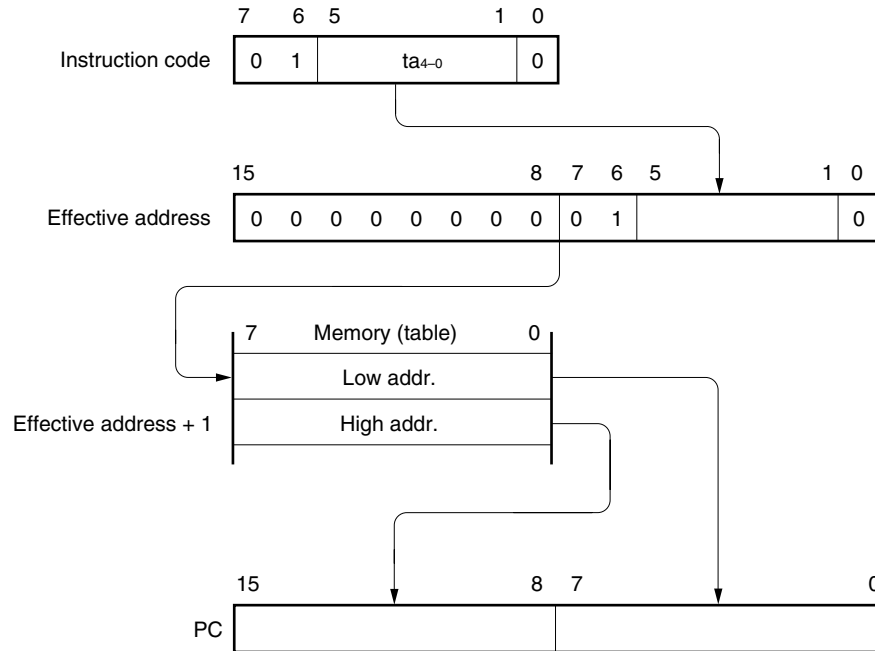 7 6 5 1 0
Instruction code 0 1 ta4–0 0
15 8 7 6 5 1 0
Effective address 0 0 0 0 0 0 0 0 0 1 0
7 Memory (table) 0
Low addr.
Effective address + 1 High addr.
15 8 7 0
PC